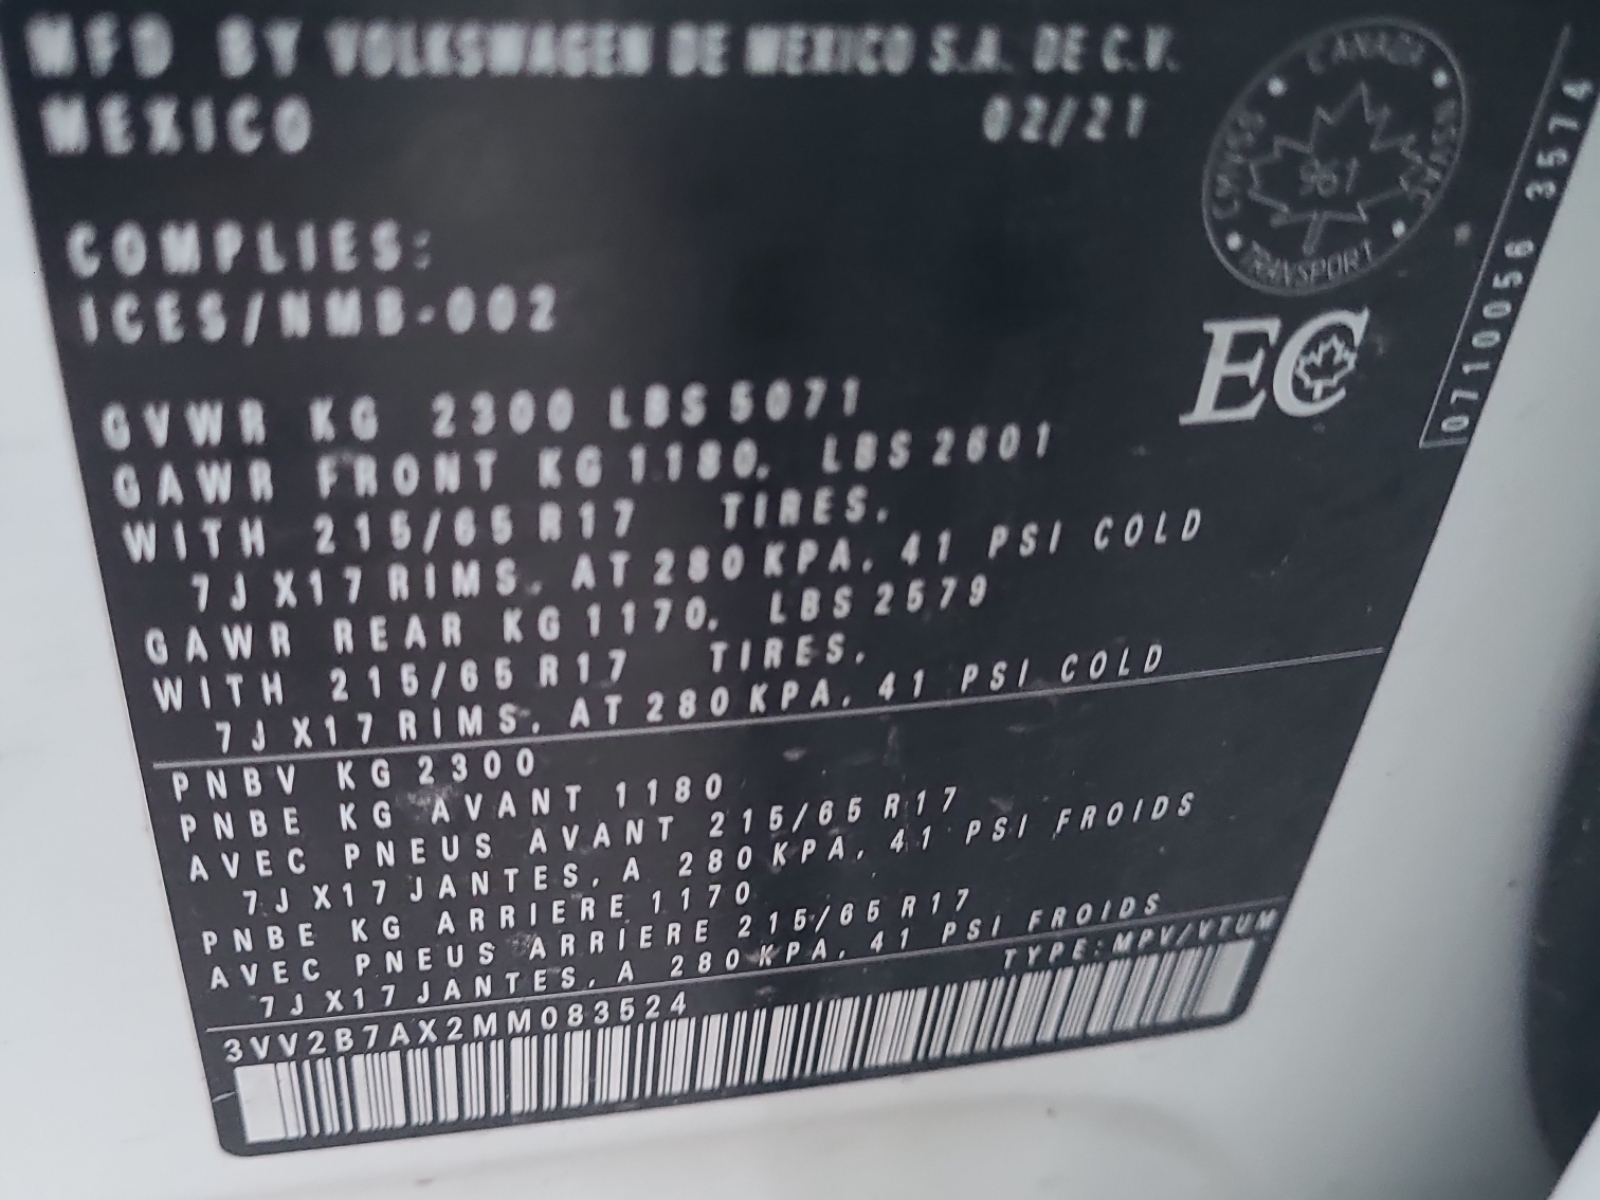 MFD BY VOLKSWAGEN DE MEXICO S.A. DE C.V.
MEXICO 02/21
CANADA
CMVSS
NSVAC
TRANSPORT
961
COMPLIES:
ICES/NMB-002
EC
07100056 3574
GVWR KG 2300 LBS 5071
GAWR FRONT KG 1180, LBS 2601
WITH 215/65 R17 TIRES,
7J X17 RIMS, AT 280 KPA, 41 PSI COLD
GAWR REAR KG 1170, LBS 2579
WITH 215/65 R17 TIRES,
7J X17 RIMS, AT 280 KPA, 41 PSI COLD
PNBV KG 2300
PNBE KG AVANT 1180
AVEC PNEUS AVANT 215/65 R17
7J X17 JANTES, A 280 KPA, 41 PSI FROIDS
PNBE KG ARRIERE 1170
AVEC PNEUS ARRIERE 215/65 R17
7J X17 JANTES, A 280 KPA, 41 PSI FROIDS
3VV2B7AX2MM083524 TYPE: MPV/VTUM